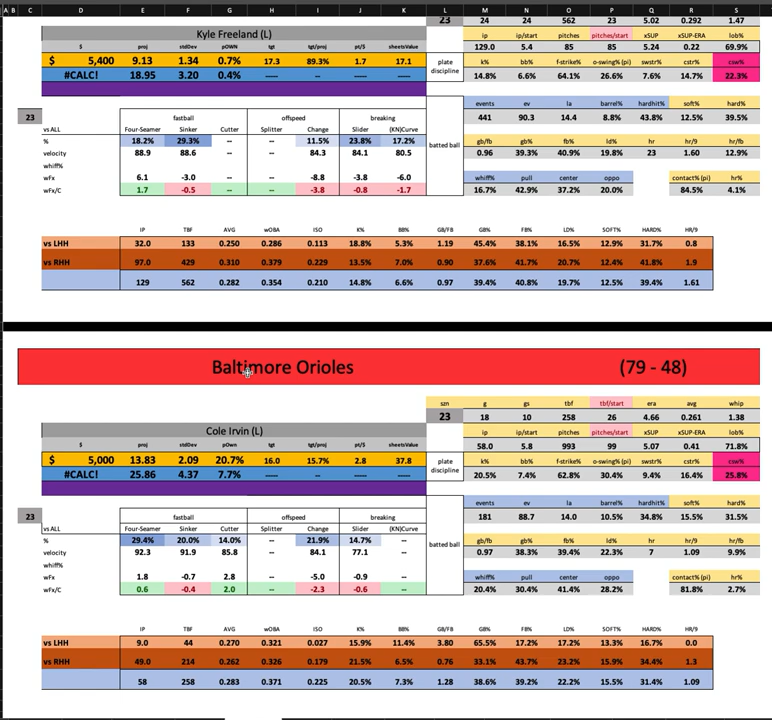 A B C D E F G H I J K L M N O P Q R S
23 24 24 562 23 5.02 0.292 1.47
Kyle Freeland (L) ip ip/start pitches pitches/start xSUP xSUP-ERA lob%
$ proj stdDev pOWN tgt tgt/proj pt/$ sheetsValue 129.0 5.4 85 85 5.24 0.22 69.9%
$ 5,400 9.13 1.34 0.7% 17.3 89.3% 1.7 17.1 plate discipline k% bb% f-strike% o-swing% (pi) swstr% cstr% csw%
#CALC! 18.95 3.20 0.4% -- -- -- -- 14.8% 6.6% 64.1% 26.6% 7.6% 14.7% 22.3%
events ev la barrel% hardhit% soft% hard%
23 fastball offspeed breaking 441 90.3 14.4 8.8% 43.8% 12.5% 39.5%
vs ALL Four-Seamer Sinker Cutter Splitter Change Slider (KN)Curve batted ball
% 18.2% 29.3% -- -- 11.5% 23.8% 17.2% gb/fb gb% fb% ld% hr hr/9 hr/fb
velocity 88.9 88.6 -- -- 84.3 84.1 80.5 0.96 39.3% 40.9% 19.8% 23 1.60 12.9%
whiff%
wFx 6.1 -3.0 -- -- -8.8 -3.8 -6.0 whiff% pull center oppo contact% (pi) hr%
wFx/C 1.7 -0.5 -- -- -3.8 -0.8 -1.7 16.7% 42.9% 37.2% 20.0% 84.5% 4.1%
IP TBF AVG wOBA ISO K% BB% GB/FB GB% FB% LD% SOFT% HARD% HR/9
vs LHH 32.0 133 0.250 0.286 0.113 18.8% 5.3% 1.19 45.4% 38.1% 16.5% 12.9% 31.7% 0.8
vs RHH 97.0 429 0.310 0.379 0.229 13.5% 7.0% 0.90 37.6% 41.7% 20.7% 12.4% 41.8% 1.9
129 562 0.282 0.354 0.210 14.8% 6.6% 0.97 39.4% 40.8% 19.7% 12.5% 39.4% 1.61
Baltimore Orioles (79 - 48)
szn g gs tbf tbf/start era avg whip
23 18 10 258 26 4.66 0.261 1.38
Cole Irvin (L) ip ip/start pitches pitches/start xSUP xSUP-ERA lob%
$ proj stdDev pOwn tgt tgt/proj pt/$ sheetsValue 58.0 5.8 993 99 5.07 0.41 71.8%
$ 5,000 13.83 2.09 20.7% 16.0 15.7% 2.8 37.8 plate discipline k% bb% f-strike% o-swing% (pi) swstr% cstr% csw%
#CALC! 25.86 4.37 7.7% ---- ---- ---- ---- 20.5% 7.4% 62.8% 30.4% 9.4% 16.4% 25.8%
events ev la barrel% hardhit% soft% hard%
23 fastball offspeed breaking 181 88.7 14.0 10.5% 34.8% 15.5% 31.5%
vs ALL Four-Seamer Sinker Cutter Splitter Change Slider (KN)Curve batted ball
% 29.4% 20.0% 14.0% -- 21.9% 14.7% -- gb/fb gb% fb% ld% hr hr/9 hr/fb
velocity 92.3 91.9 85.8 -- 84.1 77.1 -- 0.97 38.3% 39.4% 22.3% 7 1.09 9.9%
whiff%
wFx 1.8 -0.7 2.8 -- -5.0 -0.9 -- whiff% pull center oppo contact% (pi) hr%
wFx/C 0.6 -0.4 2.0 -- -2.3 -0.6 -- 20.4% 30.4% 41.4% 28.2% 81.8% 2.7%
IP TBF AVG wOBA ISO K% BB% GB/FB GB% FB% LD% SOFT% HARD% HR/9
vs LHH 9.0 44 0.270 0.321 0.027 15.9% 11.4% 3.80 65.5% 17.2% 17.2% 13.3% 16.7% 0.0
vs RHH 49.0 214 0.262 0.326 0.179 21.5% 6.5% 0.76 33.1% 43.7% 23.2% 15.9% 34.4% 1.3
58 258 0.283 0.371 0.225 20.5% 7.3% 1.28 38.6% 39.2% 22.2% 15.5% 31.4% 1.09